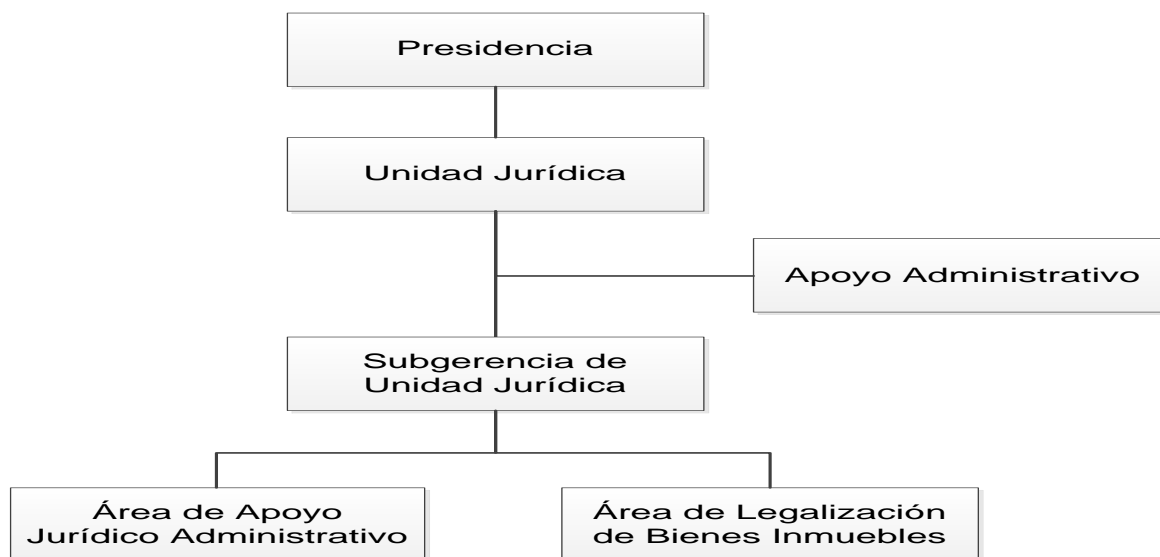 Presidencia
Unidad Jurídica
Apoyo Administrativo
Subgerencia de
Unidad Jurídica
Área de Apoyo
Jurídico Administrativo
Área de Legalización
de Bienes Inmuebles